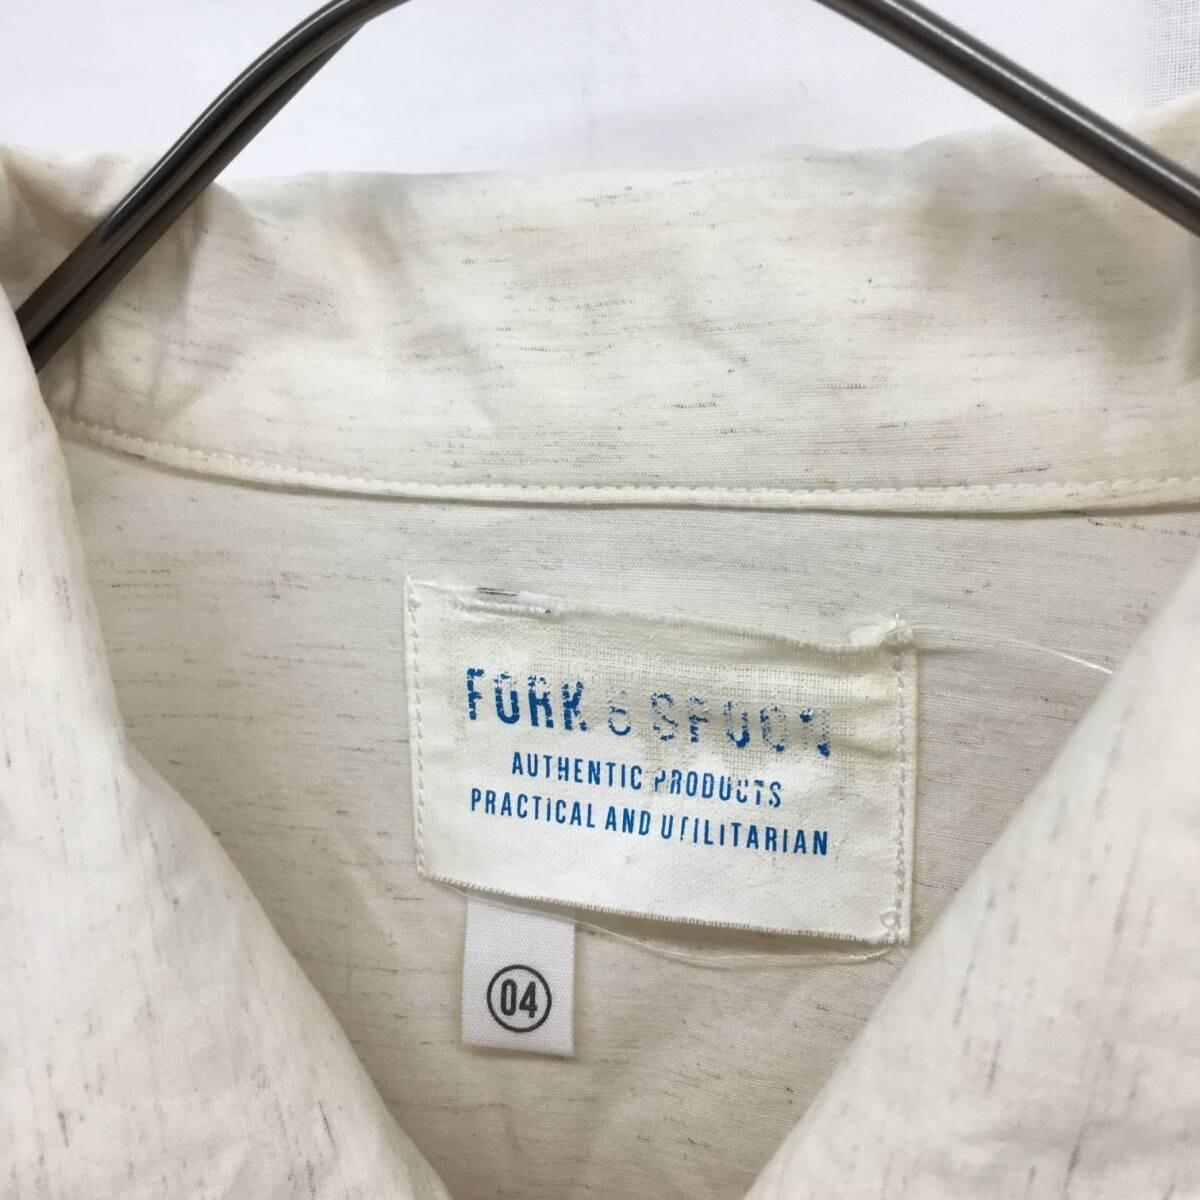 FORK & SPOON
AUTHENTIC PRODUCTS
PRACTICAL AND UTILITARIAN
04